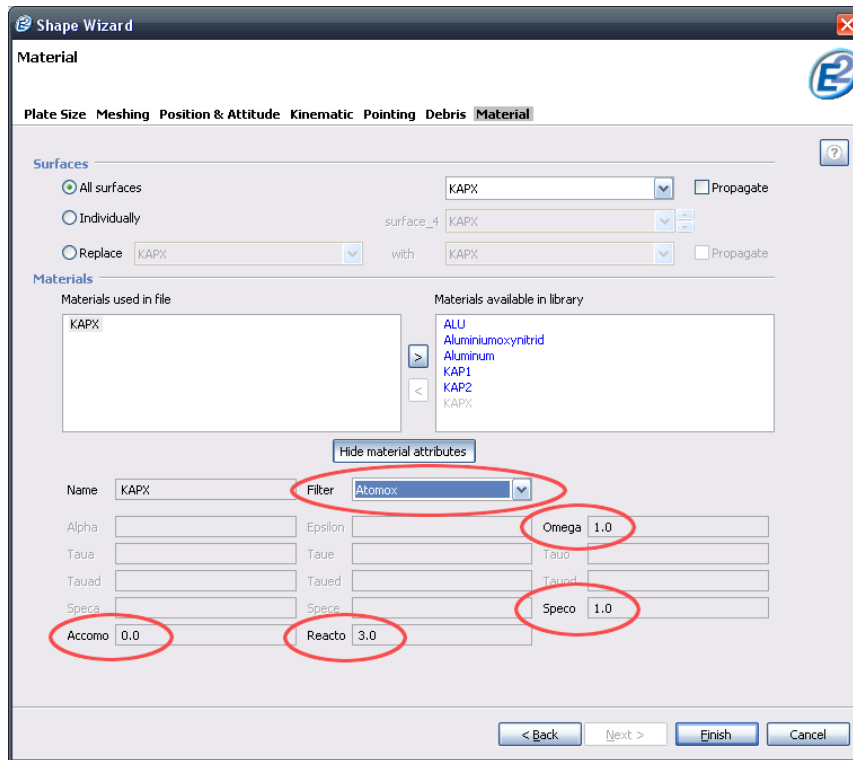 Shape Wizard
Material
E2
Plate Size Meshing Position & Attitude Kinematic Pointing Debris Material
?
Surfaces
All surfaces KAPX Propagate
Individually surface_4 KAPX
Replace KAPX with KAPX Propagate
Materials
Materials used in file Materials available in library
KAPX
ALU
Aluminiumoxynitrid
Aluminum
KAP1
KAP2
KAPX
>
<
Hide material attributes
Name KAPX Filter Atomox
Alpha Epsilon Omega 1.0
Taua Taue Tauo
Tauad Taued Tauod
Speca Spece Speco 1.0
Accomo 0.0 Reacto 3.0
< Back Next > Finish Cancel